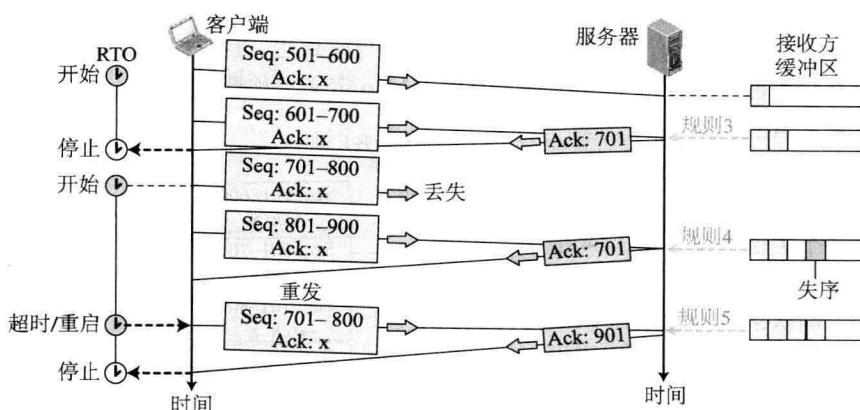 客户端
服务器
接收方
缓冲区
RTO
开始
Seq: 501–600
Ack: x
Seq: 601–700
Ack: x
规则3
Ack: 701
停止
Seq: 701–800
Ack: x
开始
丢失
Seq: 801–900
Ack: x
规则4
Ack: 701
失序
重发
超时/重启
Seq: 701– 800
Ack: x
规则5
Ack: 901
停止
时间
时间